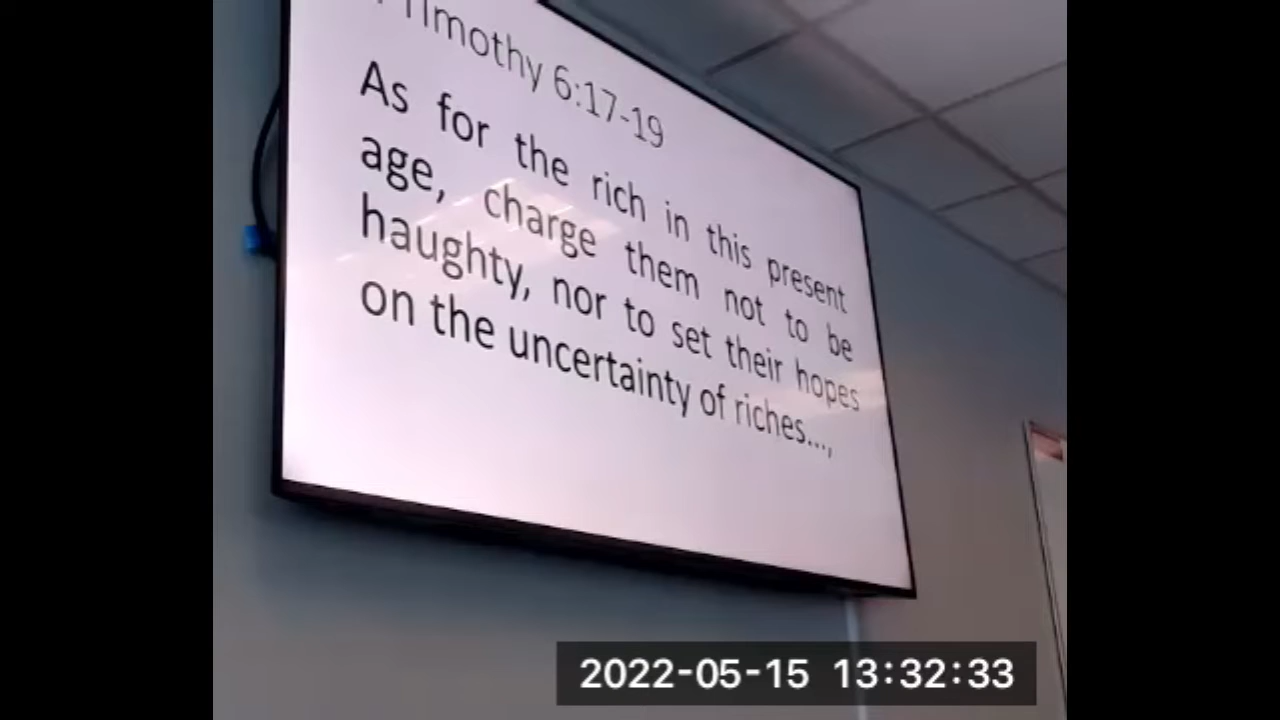 Timothy 6:17-19
As for the rich in this present
age, charge them not to be
haughty, nor to set their hopes
on the uncertainty of riches...,
2022-05-15 13:32:33